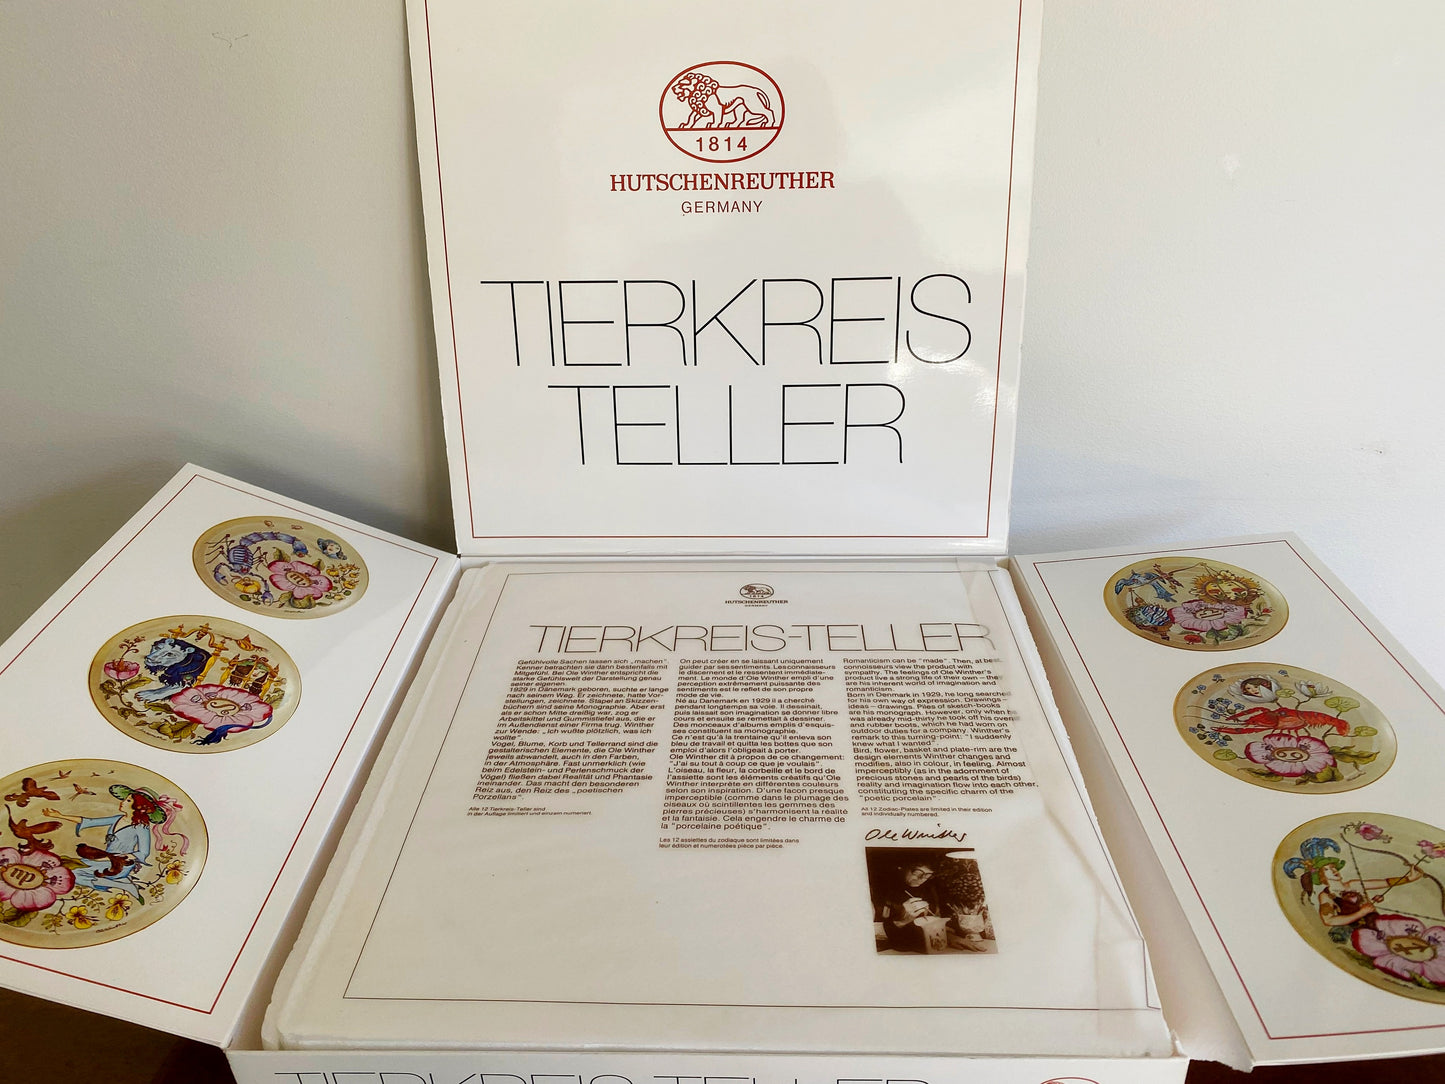 1814
HUTSCHENREUTHER
GERMANY
TIERKREIS
TELLER
1814
HUTSCHENREUTHER
GERMANY
TIERKREIS-TELLER
Gefühlvolle Sachen lassen sich „machen".
Kenner betrachten sie dann bestenfalls mit
Mitgefühl. Bei Ole Winther entspricht die
starke Gefühlswelt der Darstellung genau
seiner eigenen.
1929 in Dänemark geboren, suchte er lange
nach seinem Weg. Er zeichnete, hatte Vor-
stellungen, zeichnete. Stapel an Skizzen-
büchern sind seine Monographie. Aber erst
als er schon Mitte dreißig war, zog er
Arbeitskittel und Gummistiefel aus, die er
im Außendienst einer Firma trug. Winther
zur Wende: „Ich wußte plötzlich, was ich
wollte".
Vogel, Blume, Korb und Tellerrand sind die
gestalterischen Elemente, die Ole Winther
jeweils abwandelt, auch in den Farben,
in der Atmosphäre. Fast unmerklich (wie
beim Edelstein- und Perlenschmuck der
Vögel) fließen dabei Realität und Phantasie
ineinander. Das macht den besonderen
Reiz aus, den Reiz des „poetischen
Porzellans".
Alle 12 Tierkreis-Teller sind
in der Auflage limitiert und einzeln numeriert.
On peut créer en se laissant uniquement
guider par ses sentiments. Les connaisseurs
le discernent et le ressentent immédiate-
ment. Le monde d'Ole Winther empli d'une
perception extrêmement puissante des
sentiments est le reflet de son propre
mode de vie.
Né au Danemark en 1929 il a cherché
pendant longtemps sa voie. Il dessinait,
puis laissait son imagination se donner libre
cours et ensuite se remettait à dessiner.
Des monceaux d'albums emplis d'esquis-
ses constituent sa monographie.
Ce n'est qu'à la trentaine qu'il enleva son
bleu de travail et quitta les bottes que son
emploi d'alors l'obligeait à porter.
Ole Winther dit à propos de ce changement:
"J'ai su tout à coup ce que je voulais".
L'oiseau, la fleur, la corbeille et le bord de
l'assiette sont les éléments créatifs qu'Ole
Winther interprète en différentes couleurs
selon son inspiration. D'une façon presque
imperceptible (comme dans le plumage des
oiseaux où scintillent les gemmes des
pierres précieuses) s'harmonisent la réalité
et la fantaisie. Cela engendre le charme de
la "porcelaine poétique".
Les 12 assiettes du zodiaque sont limitées dans
leur édition et numerotées pièce par pièce.
Romanticism can be "made". Then, at best,
connoisseurs view the product with
sympathy. The feelings of Ole Winther's
product live a strong life of their own – they
are his inherent world of imagination and
romanticism.
Born in Denmark in 1929, he long searched
for his own way of expression. Drawings –
ideas – drawings. Piles of sketch-books
are his monograph. However, only when he
was already mid-thirty he took off his overall
and rubber boots, which he had worn on
outdoor duties for a company. Winther's
remark to this turning-point: "I suddenly
knew what I wanted".
Bird, flower, basket and plate-rim are the
design elements Winther changes and
modifies, also in colour, in feeling. Almost
imperceptibly (as in the adornment of
precious stones and pearls of the birds)
reality and imagination flow into each other,
constituting the specific charm of the
"poetic porcelain".
All 12 Zodiac-Plates are limited in their edition
and individually numbered.
Ole Winther
TIERKREIS-TELLER